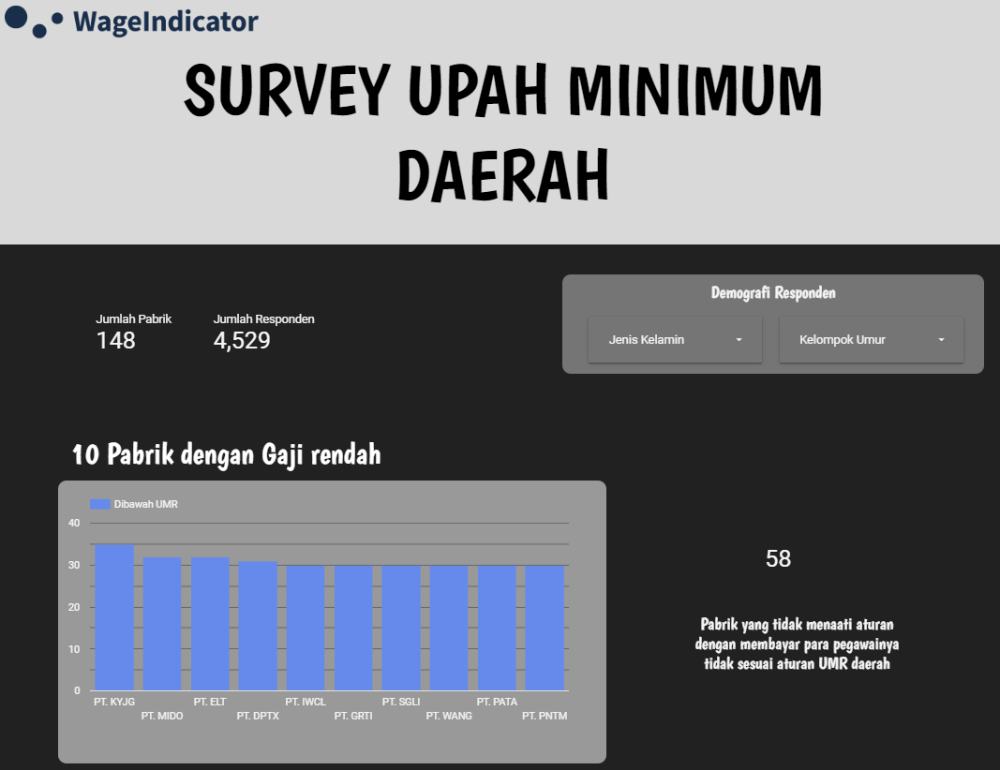 WageIndicator
SURVEY UPAH MINIMUM
DAERAH
Jumlah Pabrik
148
Jumlah Responden
4,529
Demografi Responden
Jenis Kelamin
Kelompok Umur
10 Pabrik dengan Gaji rendah
Dibawah UMR
40
30
20
10
0
PT. KYJG
PT. MIDO
PT. ELT
PT. DPTX
PT. IWCL
PT. GRTI
PT. SGLI
PT. WANG
PT. PATA
PT. PNTM
58
Pabrik yang tidak menaati aturan
dengan membayar para pegawainya
tidak sesuai aturan UMR daerah